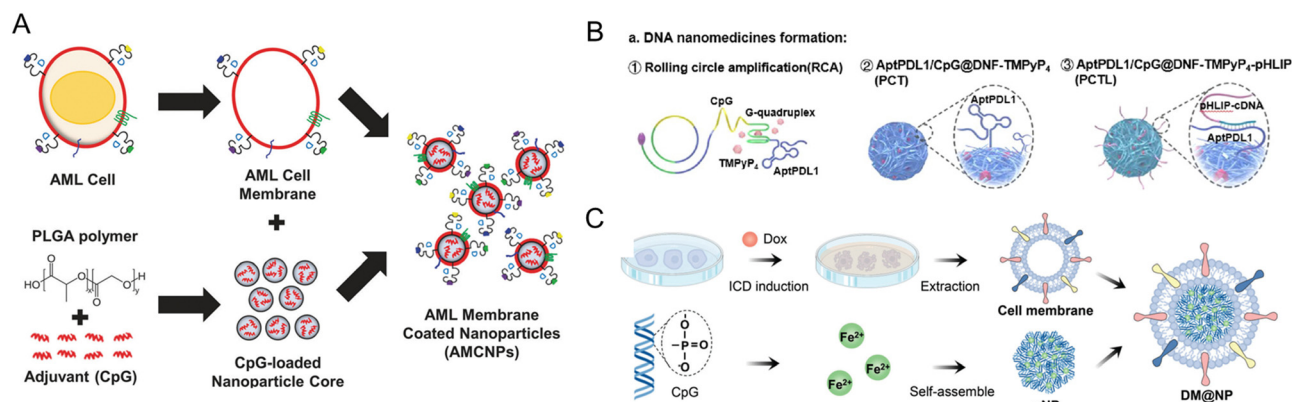 A
AML Cell
AML Cell
Membrane
+
PLGA polymer
HO
O
O
x
O
O
H
y
+
Adjuvant (CpG)
CpG-loaded
Nanoparticle Core
AML Membrane
Coated Nanoparticles
(AMCNPs)
B
a. DNA nanomedicines formation:
① Rolling circle amplification(RCA)
CpG
G-quadruplex
TMPyP₄
AptPDL1
② AptPDL1/CpG@DNF-TMPyP₄
(PCT)
AptPDL1
③ AptPDL1/CpG@DNF-TMPyP₄-pHLIP
(PCTL)
pHLIP-cDNA
AptPDL1
C
Dox
ICD induction
Extraction
Cell membrane
O⁻
−P=O
O⁻
CpG
Fe²⁺
Fe²⁺
Fe²⁺
Self-assemble
DM@NP